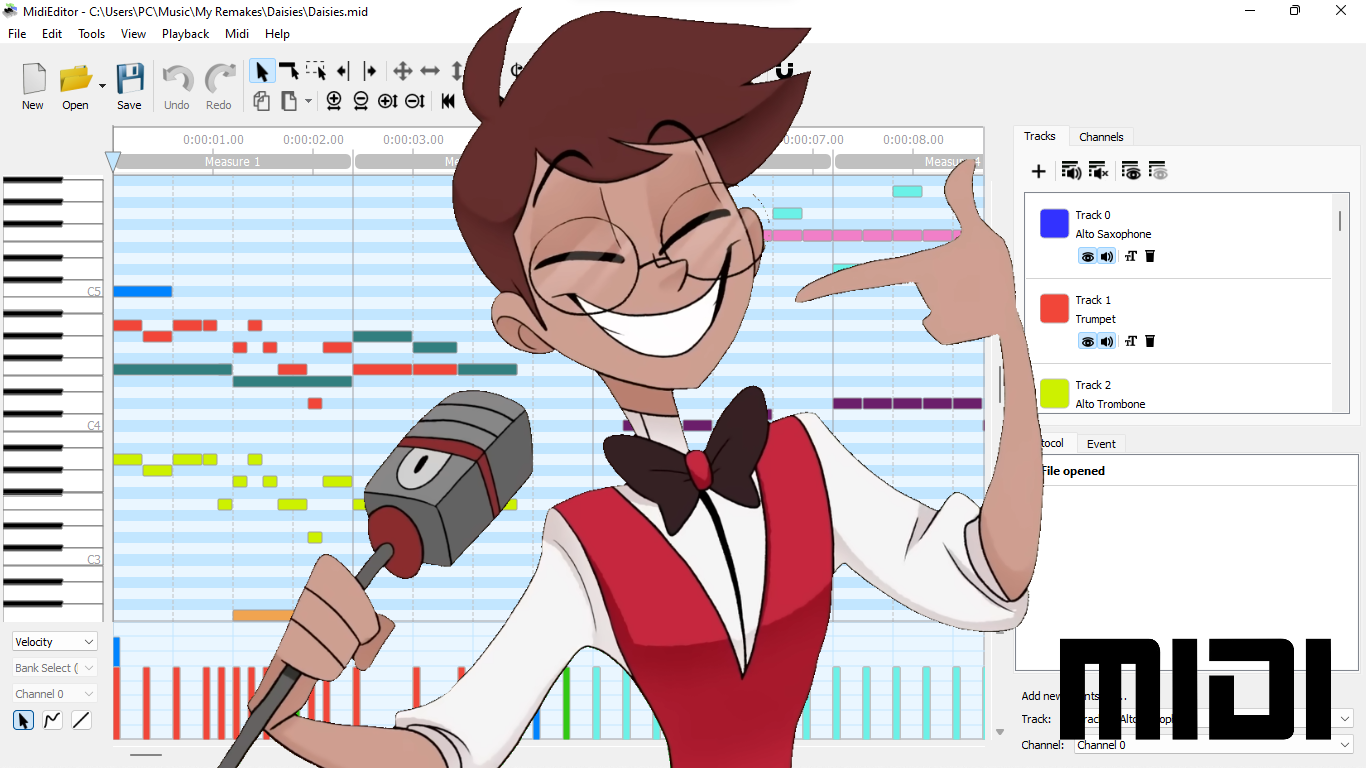 MidiEditor - C:\Users\PC\Music\My Remakes\Daisies\Daisies.mid
File Edit Tools View Playback Midi Help
New Open Save Undo Redo
0:00:01.00 0:00:02.00 0:00:03.00 0:00:07.00 0:00:08.00
Measure 1
Tracks Channels
Track 0
Alto Saxophone
Track 1
Trumpet
Track 2
Alto Trombone
C5
C4
C3
Event
File opened
Velocity
Bank Select (
Channel 0
Add new
Track:
Channel: Channel 0
MIDI